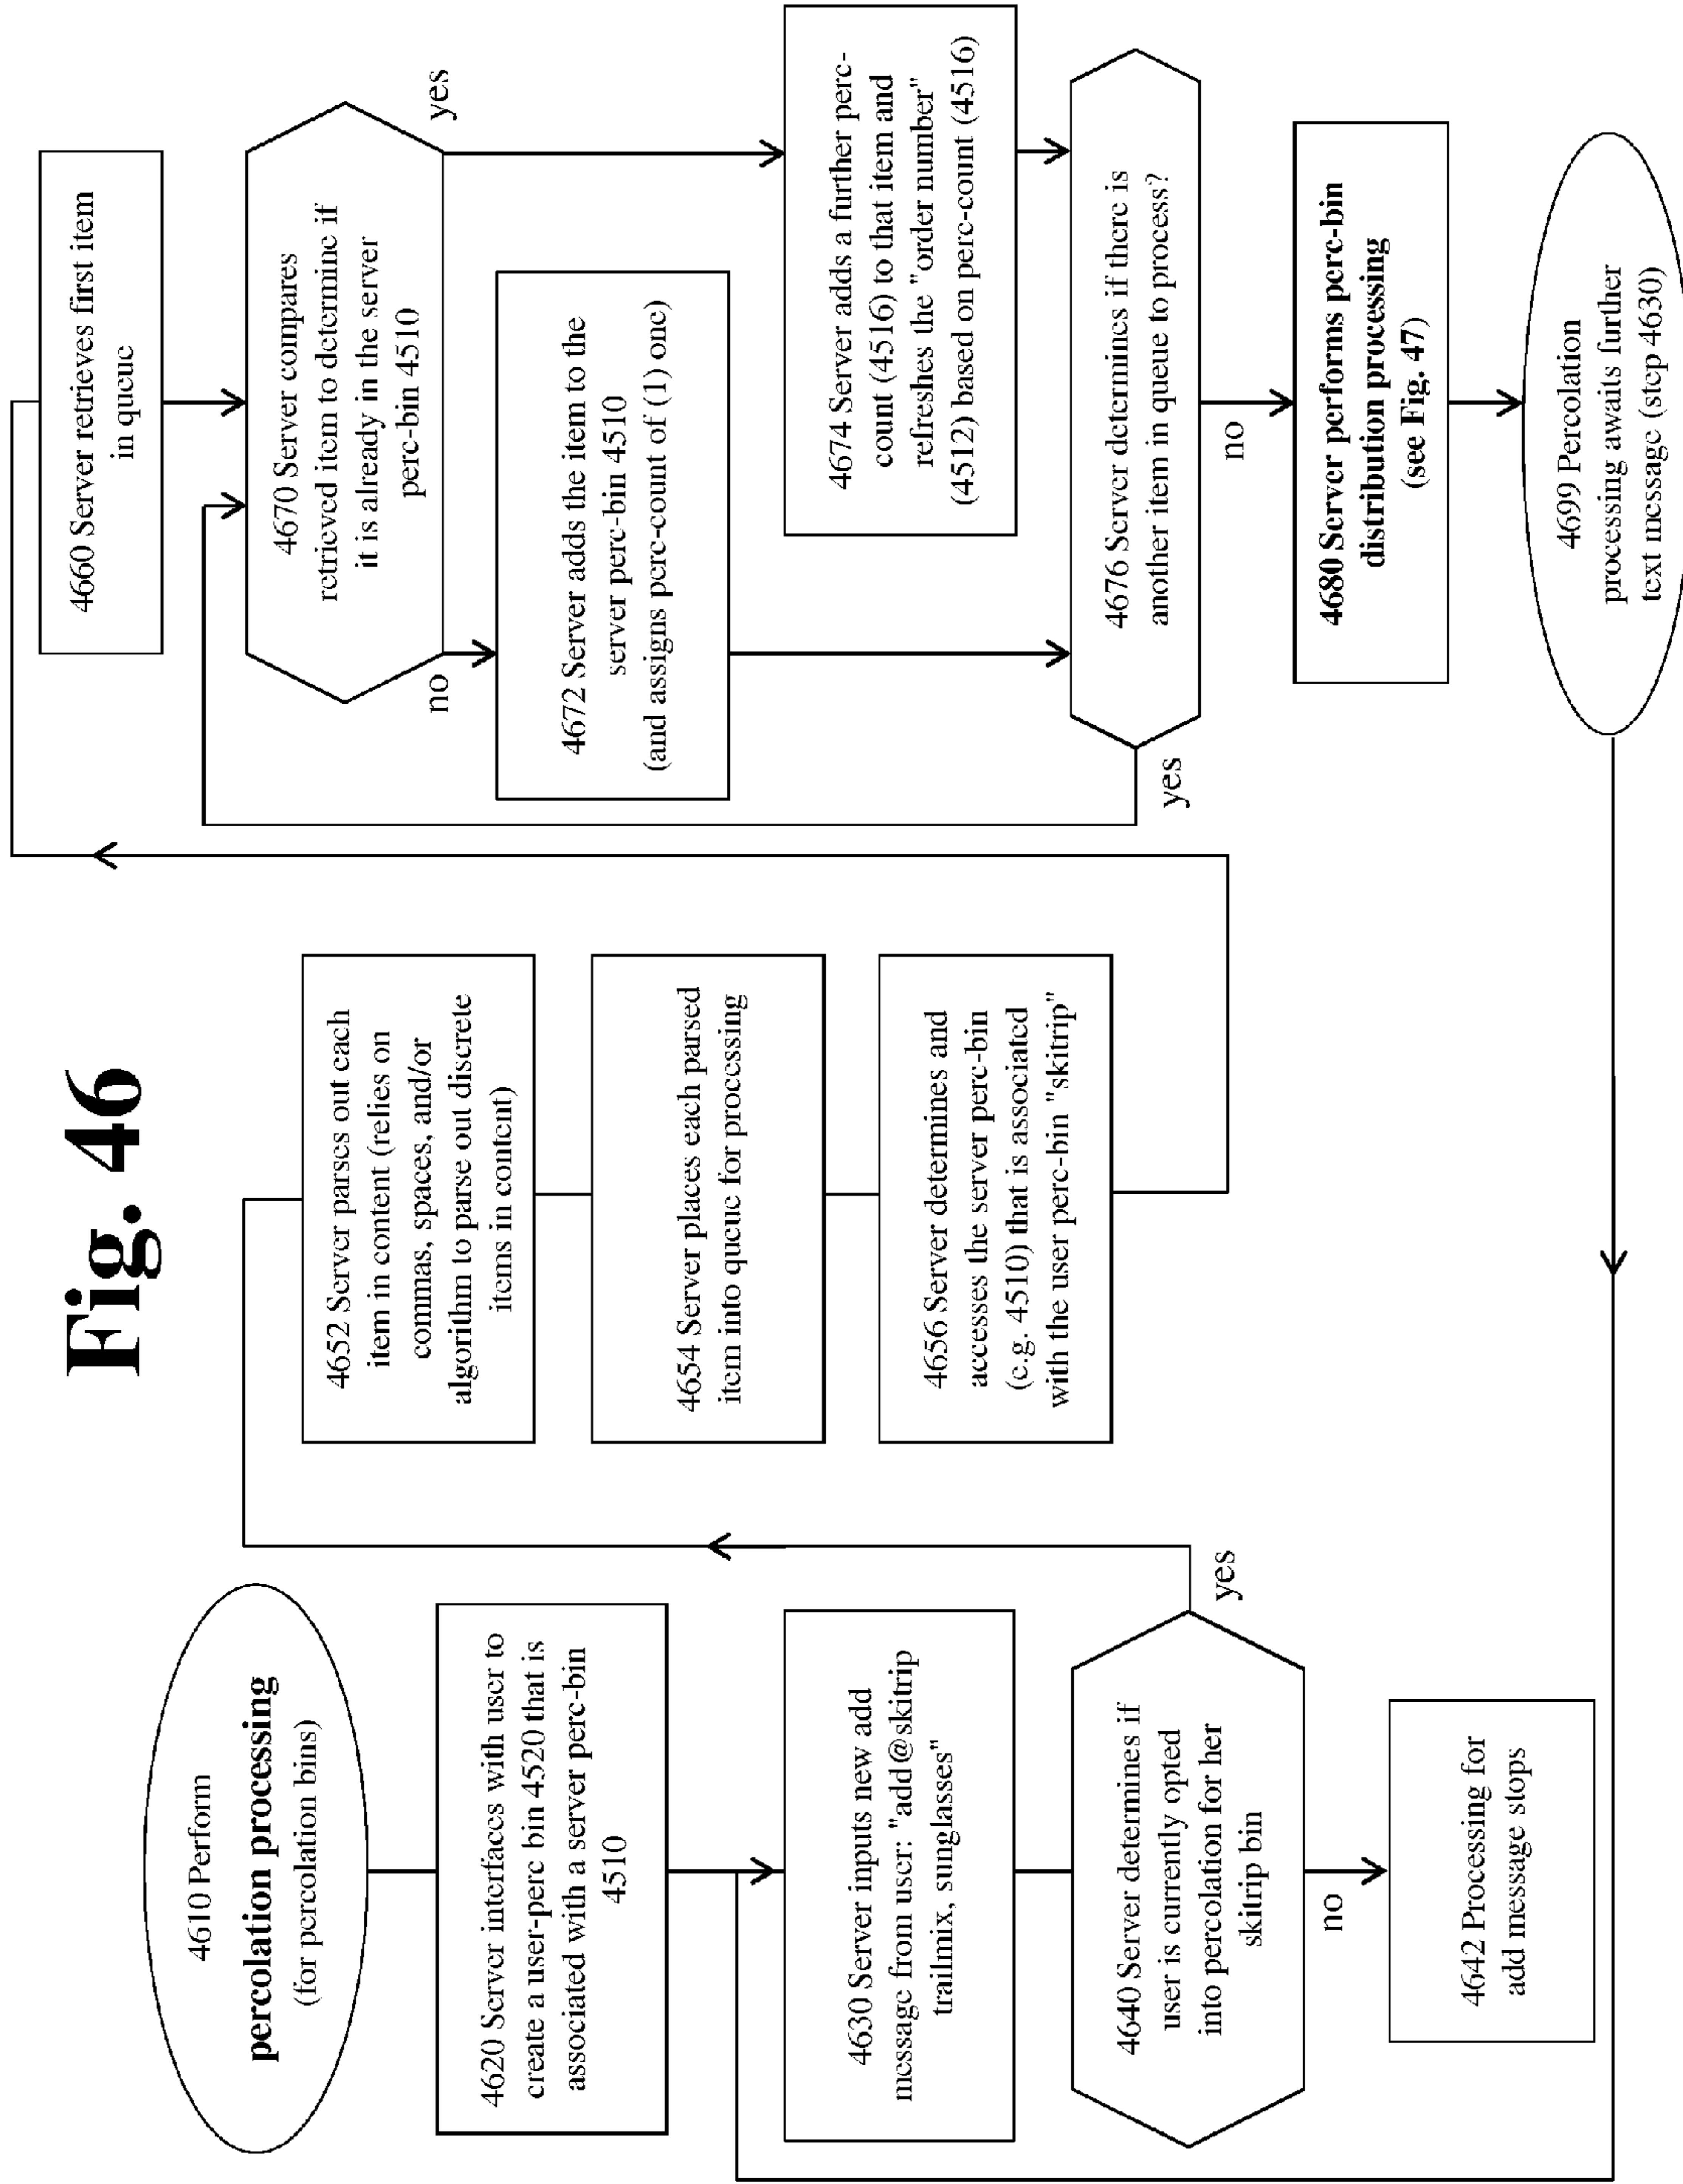 Fig. 46
4610 Perform
percolation processing
(for percolation bins)
4620 Server interfaces with user to
create a user-perc bin 4520 that is
associated with a server perc-bin
4510
4630 Server inputs new add
message from user: "add@skitrip
trailmix, sunglasses"
4640 Server determines if
user is currently opted
into percolation for her
skitrip bin
yes
no
4642 Processing for
add message stops
4652 Server parses out each
item in content (relies on
commas, spaces, and/or
algorithm to parse out discrete
items in content)
4654 Server places each parsed
item into queue for processing
4656 Server determines and
accesses the server perc-bin
(e.g. 4510) that is associated
with the user perc-bin "skitrip"
4660 Server retrieves first item
in queue
4670 Server compares
retrieved item to determine if
it is already in the server
perc-bin 4510
no
yes
4672 Server adds the item to the
server perc-bin 4510
(and assigns perc-count of (1) one)
4674 Server adds a further perc-
count (4516) to that item and
refreshes the "order number"
(4512) based on perc-count (4516)
4676 Server determines if there is
another item in queue to process?
yes
no
4680 Server performs perc-bin
distribution processing
(see Fig. 47)
4699 Percolation
processing awaits further
text message (step 4630)